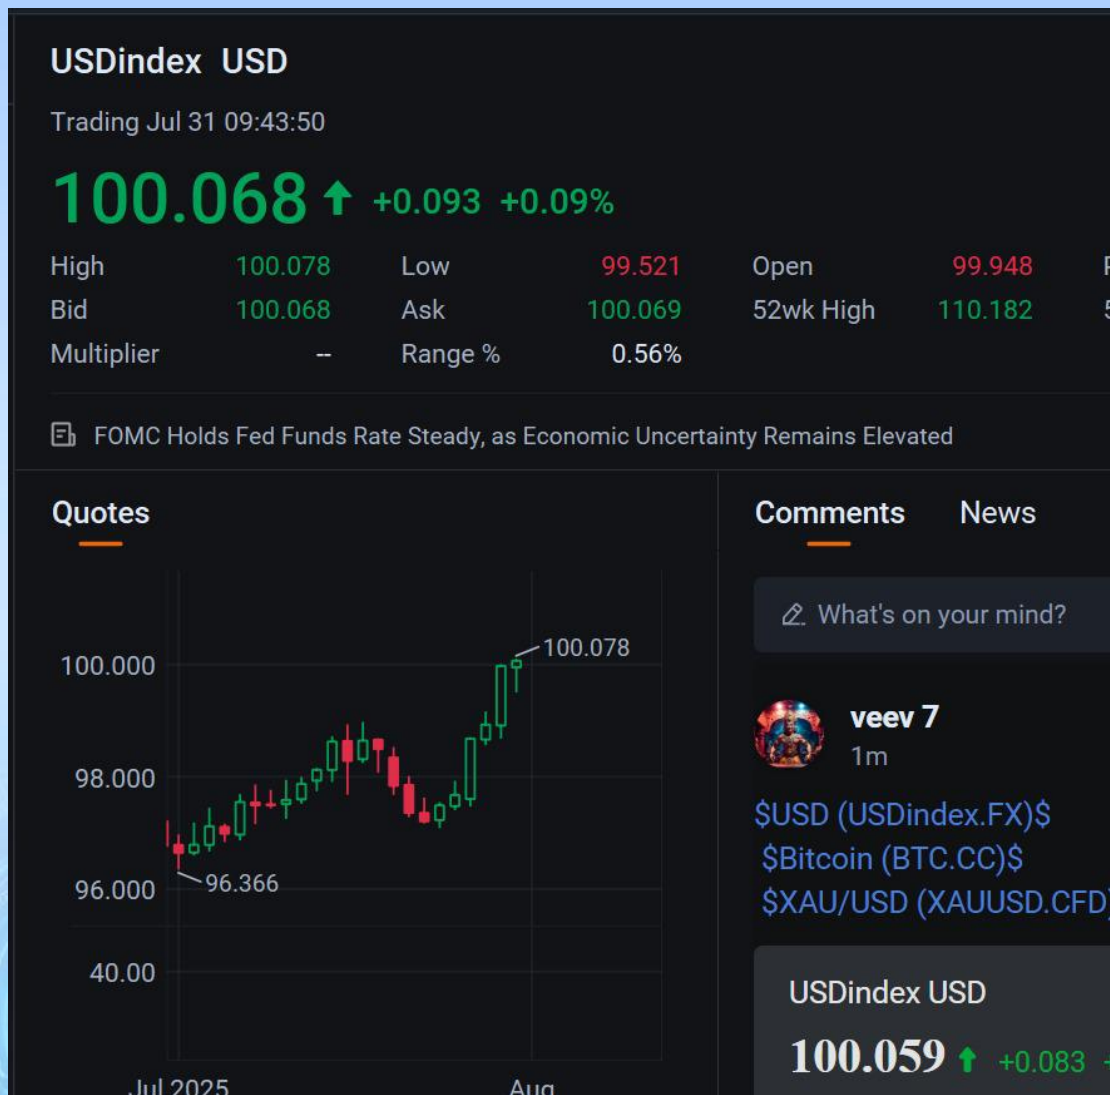 USDindex USD
Trading Jul 31 09:43:50
100.068 +0.093 +0.09%
High 100.078 Low 99.521 Open 99.948
Bid 100.068 Ask 100.069 52wk High 110.182
Multiplier -- Range % 0.56%
FOMC Holds Fed Funds Rate Steady, as Economic Uncertainty Remains Elevated
Quotes
100.078
100.000
98.000
96.366
96.000
40.00
Jul 2025 Aug
Comments News
What's on your mind?
veev 7
1m
$USD (USDindex.FX)$
$Bitcoin (BTC.CC)$
$XAU/USD (XAUUSD.CFD)
USDindex USD
100.059 +0.083